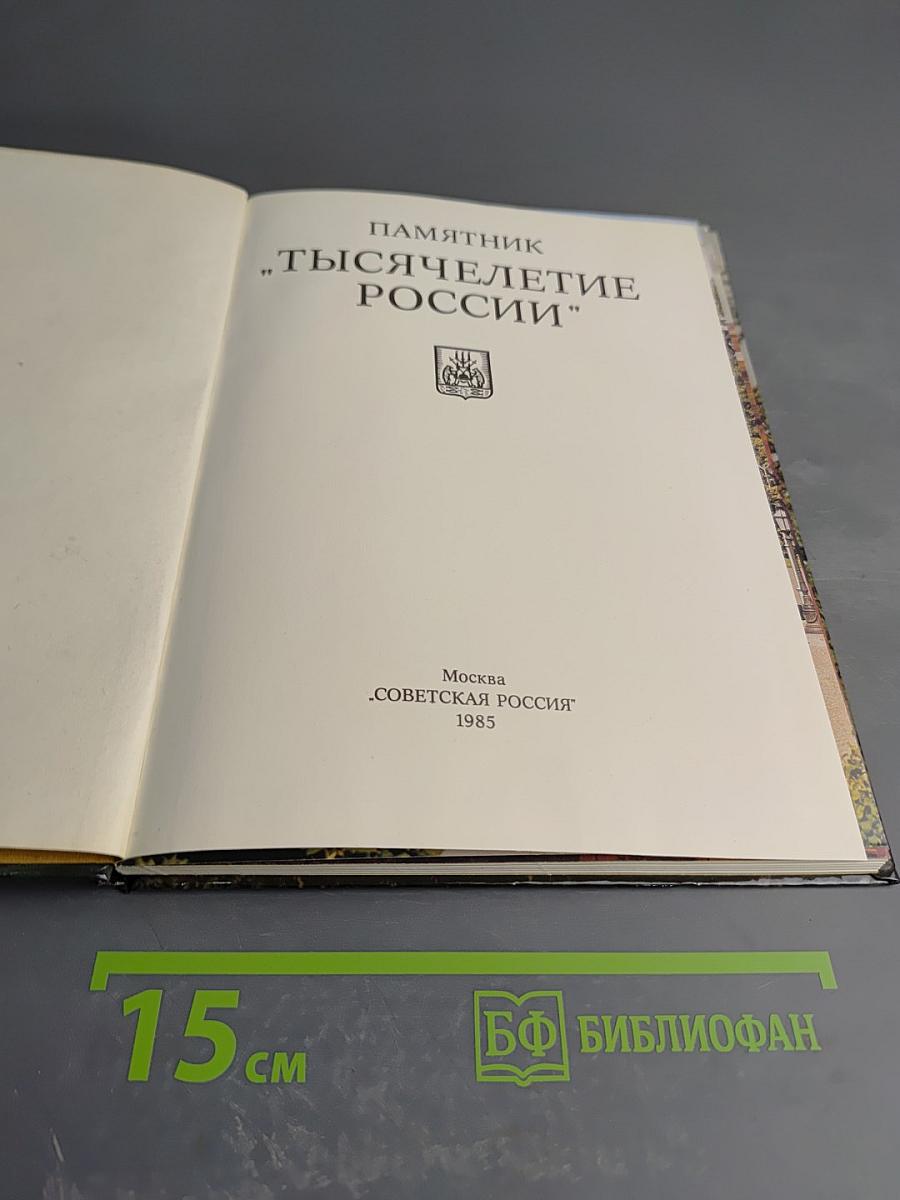 ПАМЯТНИК
„ТЫСЯЧЕЛЕТИЕ
РОССИИ"
Москва
„СОВЕТСКАЯ РОССИЯ"
1985
15 см
БФ БИБЛИОФАН